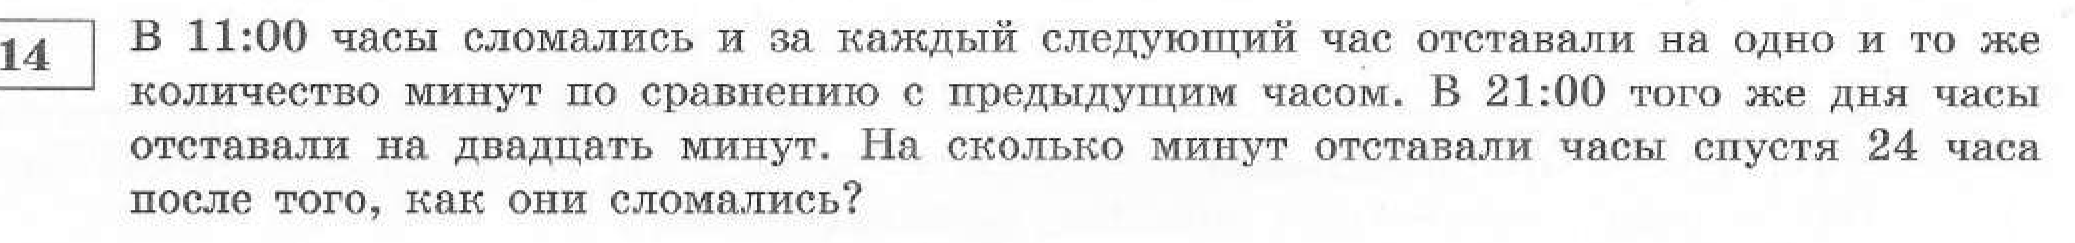 14
В 11:00 часы сломались и за каждый следующий час отставали на одно и то же
количество минут по сравнению с предыдущим часом. В 21:00 того же дня часы
отставали на двадцать минут. На сколько минут отставали часы спустя 24 часа
после того, как они сломались?